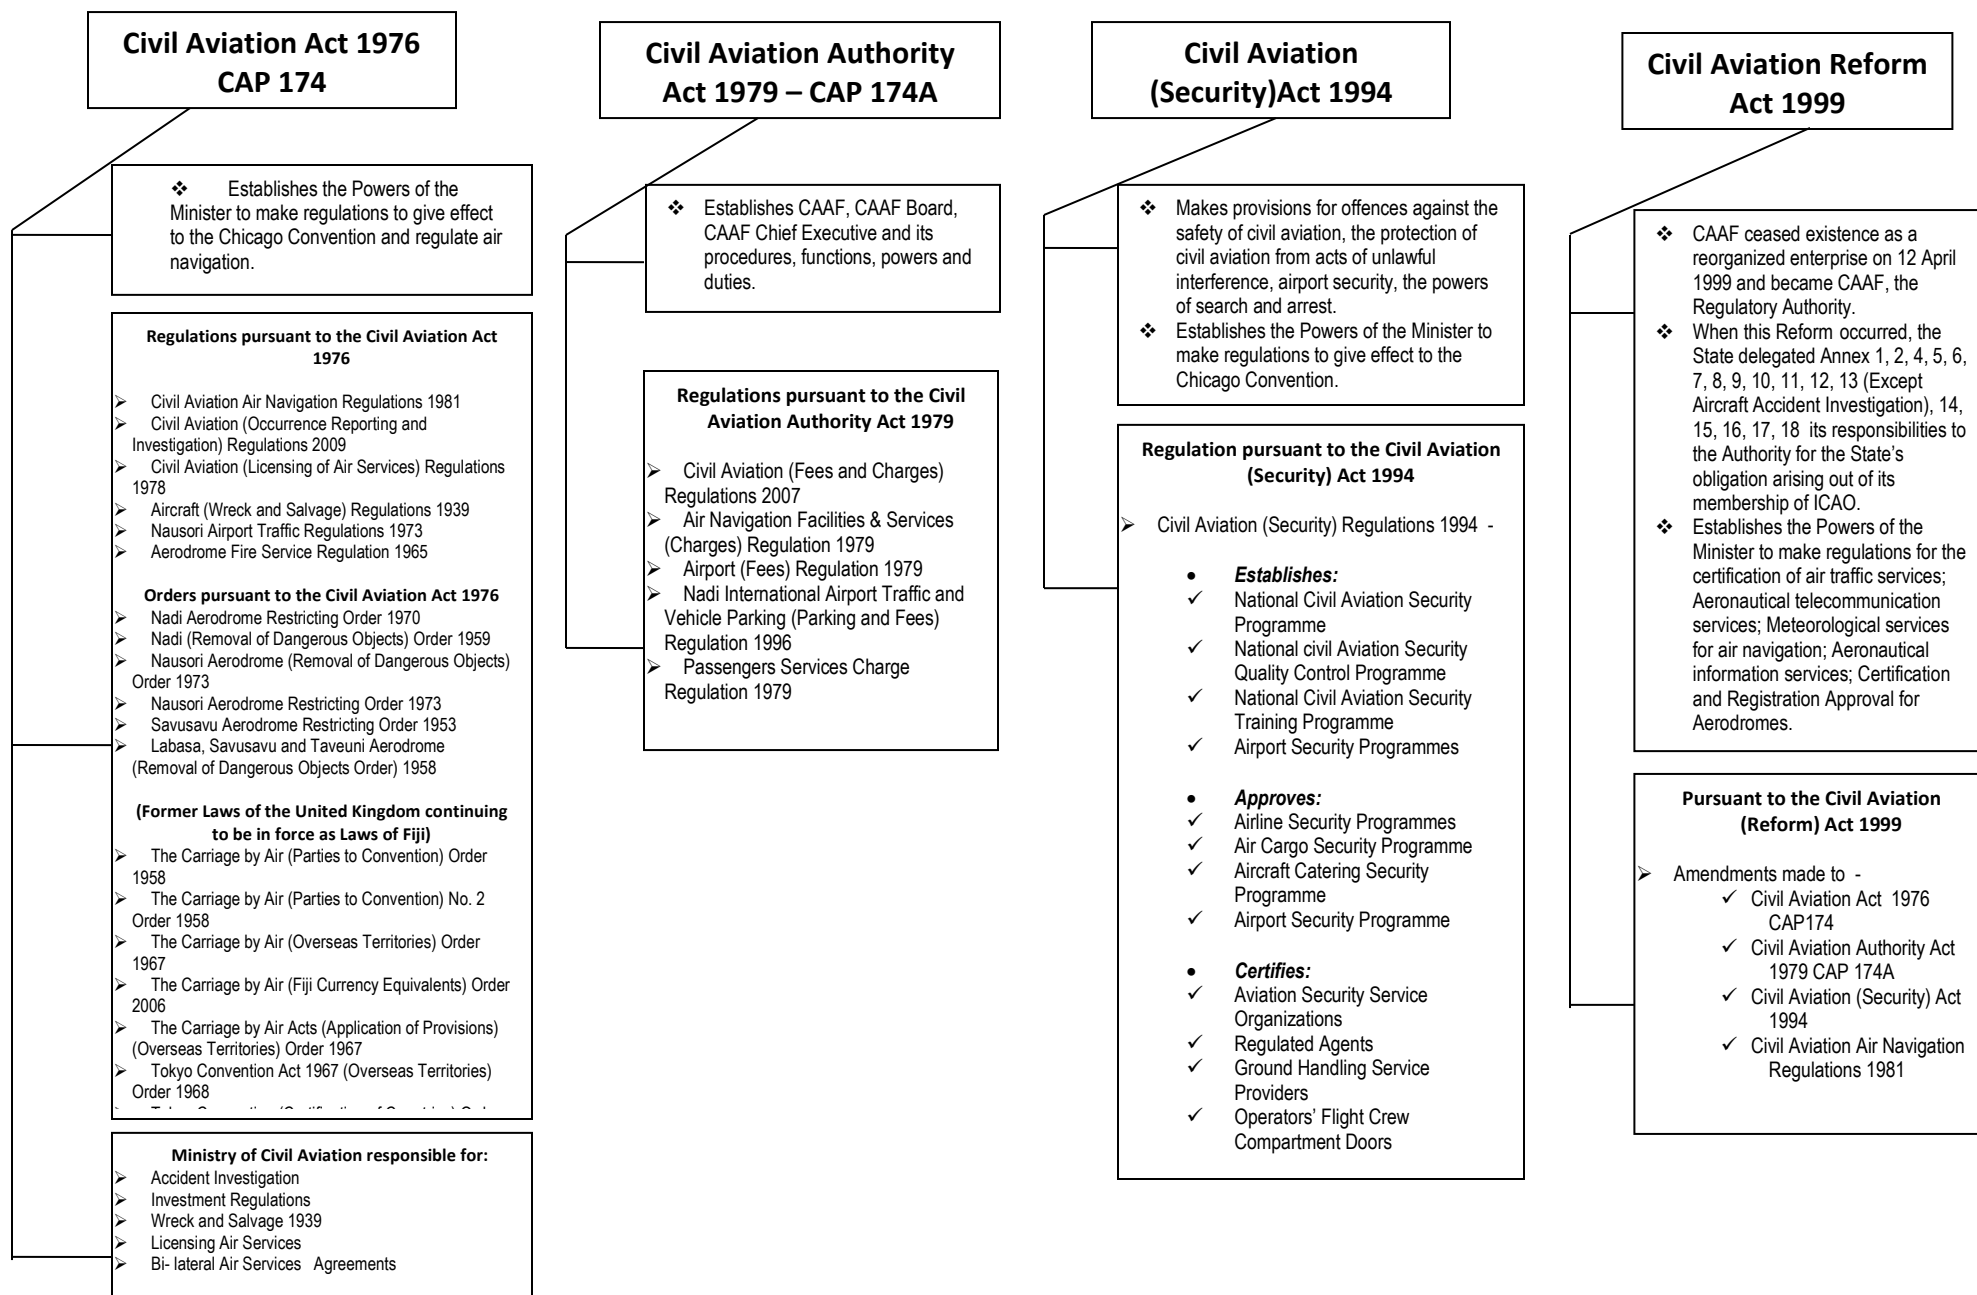 Civil Aviation Act 1976
CAP 174
❖ Establishes the Powers of the
Minister to make regulations to give effect
to the Chicago Convention and regulate air
navigation.
Regulations pursuant to the Civil Aviation Act
1976
➢ Civil Aviation Air Navigation Regulations 1981
➢ Civil Aviation (Occurrence Reporting and
Investigation) Regulations 2009
➢ Civil Aviation (Licensing of Air Services) Regulations
1978
➢ Aircraft (Wreck and Salvage) Regulations 1939
➢ Nausori Airport Traffic Regulations 1973
➢ Aerodrome Fire Service Regulation 1965
Orders pursuant to the Civil Aviation Act 1976
➢ Nadi Aerodrome Restricting Order 1970
➢ Nadi (Removal of Dangerous Objects) Order 1959
➢ Nausori Aerodrome (Removal of Dangerous Objects)
Order 1973
➢ Nausori Aerodrome Restricting Order 1973
➢ Savusavu Aerodrome Restricting Order 1953
➢ Labasa, Savusavu and Taveuni Aerodrome
(Removal of Dangerous Objects Order) 1958
(Former Laws of the United Kingdom continuing
to be in force as Laws of Fiji)
➢ The Carriage by Air (Parties to Convention) Order
1958
➢ The Carriage by Air (Parties to Convention) No. 2
Order 1958
➢ The Carriage by Air (Overseas Territories) Order
1967
➢ The Carriage by Air (Fiji Currency Equivalents) Order
2006
➢ The Carriage by Air Acts (Application of Provisions)
(Overseas Territories) Order 1967
➢ Tokyo Convention Act 1967 (Overseas Territories)
Order 1968
Ministry of Civil Aviation responsible for:
➢ Accident Investigation
➢ Investment Regulations
➢ Wreck and Salvage 1939
➢ Licensing Air Services
➢ Bi- lateral Air Services Agreements
Civil Aviation Authority
Act 1979 – CAP 174A
❖ Establishes CAAF, CAAF Board,
CAAF Chief Executive and its
procedures, functions, powers and
duties.
Regulations pursuant to the Civil
Aviation Authority Act 1979
➢ Civil Aviation (Fees and Charges)
Regulations 2007
➢ Air Navigation Facilities & Services
(Charges) Regulation 1979
➢ Airport (Fees) Regulation 1979
➢ Nadi International Airport Traffic and
Vehicle Parking (Parking and Fees)
Regulation 1996
➢ Passengers Services Charge
Regulation 1979
Civil Aviation
(Security)Act 1994
❖ Makes provisions for offences against the
safety of civil aviation, the protection of
civil aviation from acts of unlawful
interference, airport security, the powers
of search and arrest.
❖ Establishes the Powers of the Minister to
make regulations to give effect to the
Chicago Convention.
Regulation pursuant to the Civil Aviation
(Security) Act 1994
➢ Civil Aviation (Security) Regulations 1994 -
• Establishes:
✓ National Civil Aviation Security
Programme
✓ National civil Aviation Security
Quality Control Programme
✓ National Civil Aviation Security
Training Programme
✓ Airport Security Programmes
• Approves:
✓ Airline Security Programmes
✓ Air Cargo Security Programme
✓ Aircraft Catering Security
Programme
✓ Airport Security Programme
• Certifies:
✓ Aviation Security Service
Organizations
✓ Regulated Agents
✓ Ground Handling Service
Providers
✓ Operators’ Flight Crew
Compartment Doors
Civil Aviation Reform
Act 1999
❖ CAAF ceased existence as a
reorganized enterprise on 12 April
1999 and became CAAF, the
Regulatory Authority.
❖ When this Reform occurred, the
State delegated Annex 1, 2, 4, 5, 6,
7, 8, 9, 10, 11, 12, 13 (Except
Aircraft Accident Investigation), 14,
15, 16, 17, 18 its responsibilities to
the Authority for the State’s
obligation arising out of its
membership of ICAO.
❖ Establishes the Powers of the
Minister to make regulations for the
certification of air traffic services;
Aeronautical telecommunication
services; Meteorological services
for air navigation; Aeronautical
information services; Certification
and Registration Approval for
Aerodromes.
Pursuant to the Civil Aviation
(Reform) Act 1999
➢ Amendments made to -
✓ Civil Aviation Act 1976
CAP174
✓ Civil Aviation Authority Act
1979 CAP 174A
✓ Civil Aviation (Security) Act
1994
✓ Civil Aviation Air Navigation
Regulations 1981